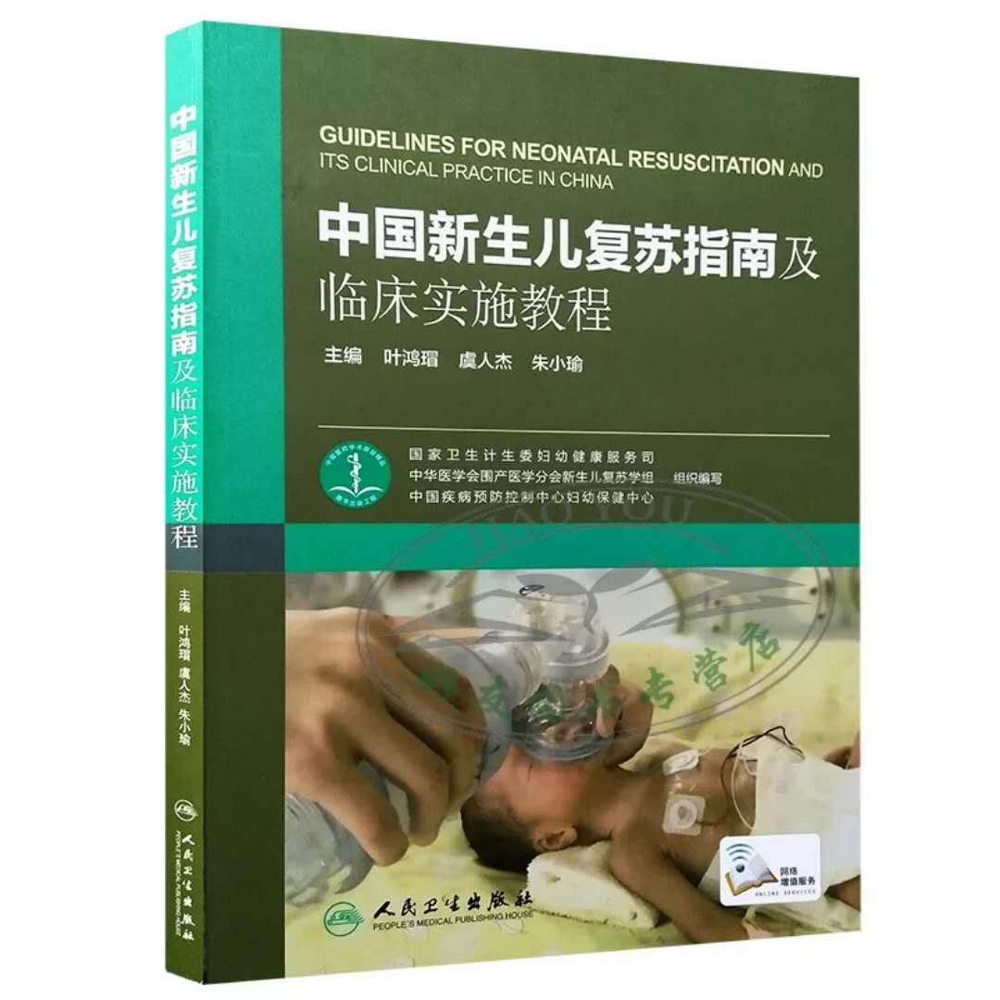 GUIDELINES FOR NEONATAL RESUSCITATION AND
ITS CLINICAL PRACTICE IN CHINA
中国新生儿复苏指南及
临床实施教程
主编 叶鸿瑁 虞人杰 朱小瑜
国家卫生计生委妇幼健康服务司
中华医学会围产医学分会新生儿复苏学组 组织编写
中国疾病预防控制中心妇幼保健中心
HAO YOU
专营店
网络
增值服务
ONLINE SERVICES
人民卫生出版社
PEOPLE'S MEDICAL PUBLISHING HOUSE
中国新生儿复苏指南及临床实施教程
主编 叶鸿瑁 虞人杰 朱小瑜
人民卫生出版社
PEOPLE'S MEDICAL PUBLISHING HOUSE